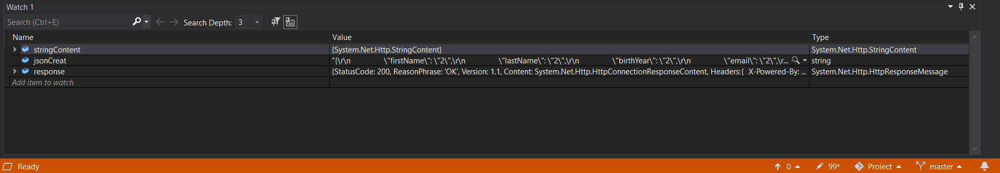 Watch 1
Search (Ctrl+E) Search Depth: 3
Name Value Type
stringContent {System.Net.Http.StringContent} System.Net.Http.StringContent
jsonCreat "{\r\n \"firstName\": \"2\",\r\n \"lastName\": \"2\",\r\n \"birthYear\": \"2\",\r\n \"email\": \"2\",\r... string
response {StatusCode: 200, ReasonPhrase: 'OK', Version: 1.1, Content: System.Net.Http.HttpConnectionResponseContent, Headers:{ X-Powered-By: ... System.Net.Http.HttpResponseMessage
Add item to watch
Ready 0 99* Project master